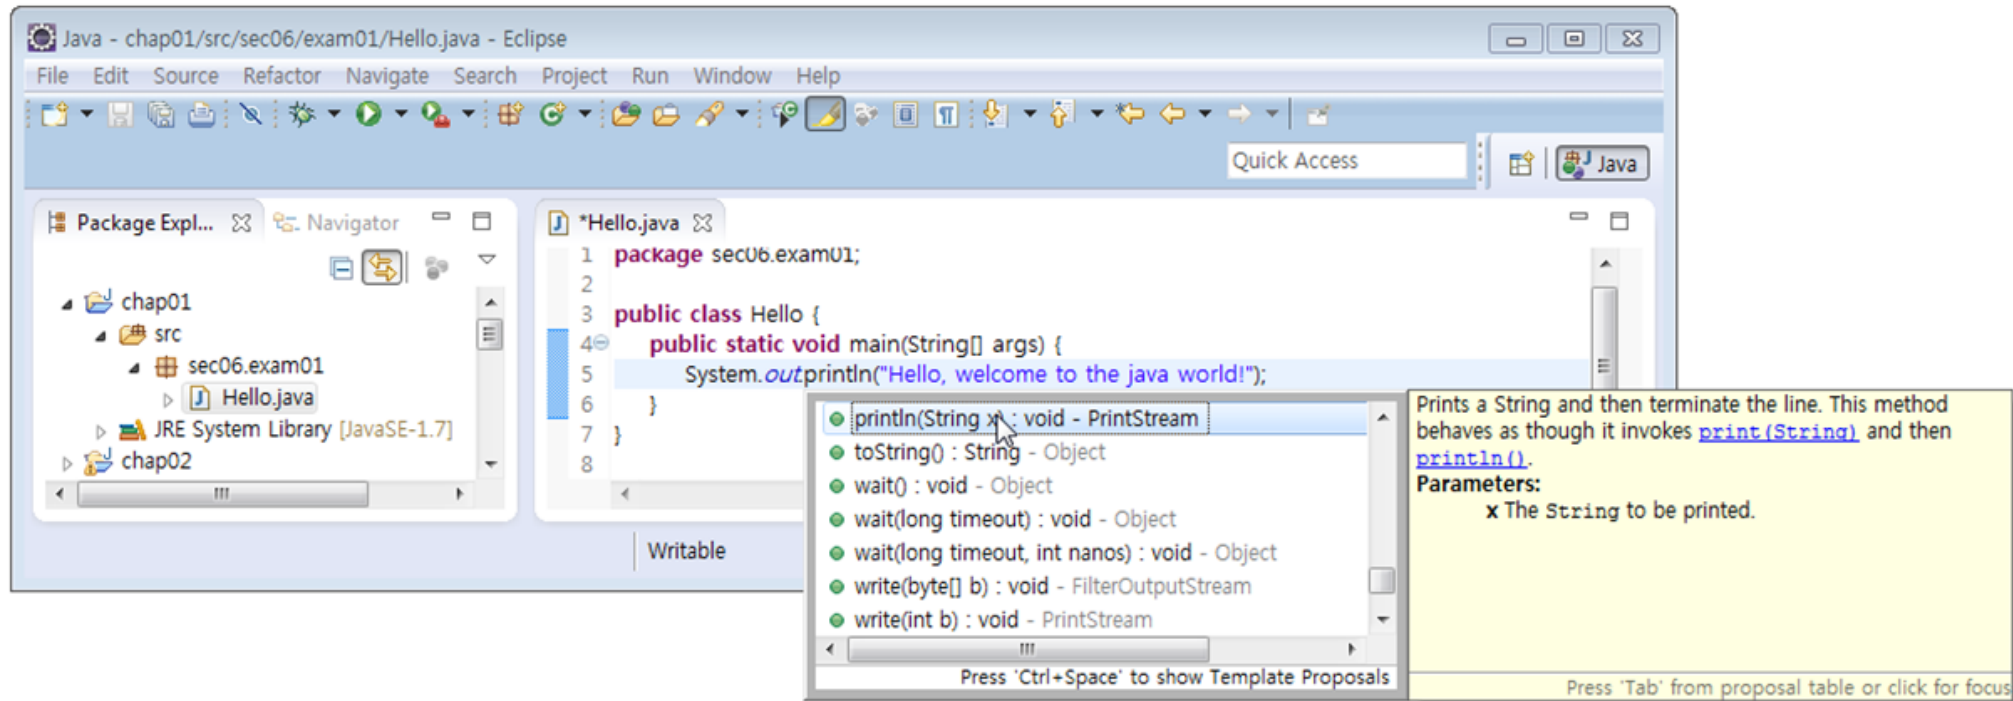 Java - chap01/src/sec06/exam01/Hello.java - Eclipse
File Edit Source Refactor Navigate Search Project Run Window Help
Quick Access
Java
Package Expl...
Navigator
chap01
src
sec06.exam01
Hello.java
JRE System Library [JavaSE-1.7]
chap02
*Hello.java
1 package sec06.exam01;
2
3 public class Hello {
4 public static void main(String[] args) {
5 System.out.println("Hello, welcome to the java world!");
6 }
7 }
8
Writable
println(String x) : void - PrintStream
toString() : String - Object
wait() : void - Object
wait(long timeout) : void - Object
wait(long timeout, int nanos) : void - Object
write(byte[] b) : void - FilterOutputStream
write(int b) : void - PrintStream
Press 'Ctrl+Space' to show Template Proposals
Prints a String and then terminate the line. This method
behaves as though it invokes print(String) and then
println().
Parameters:
x The String to be printed.
Press 'Tab' from proposal table or click for focus